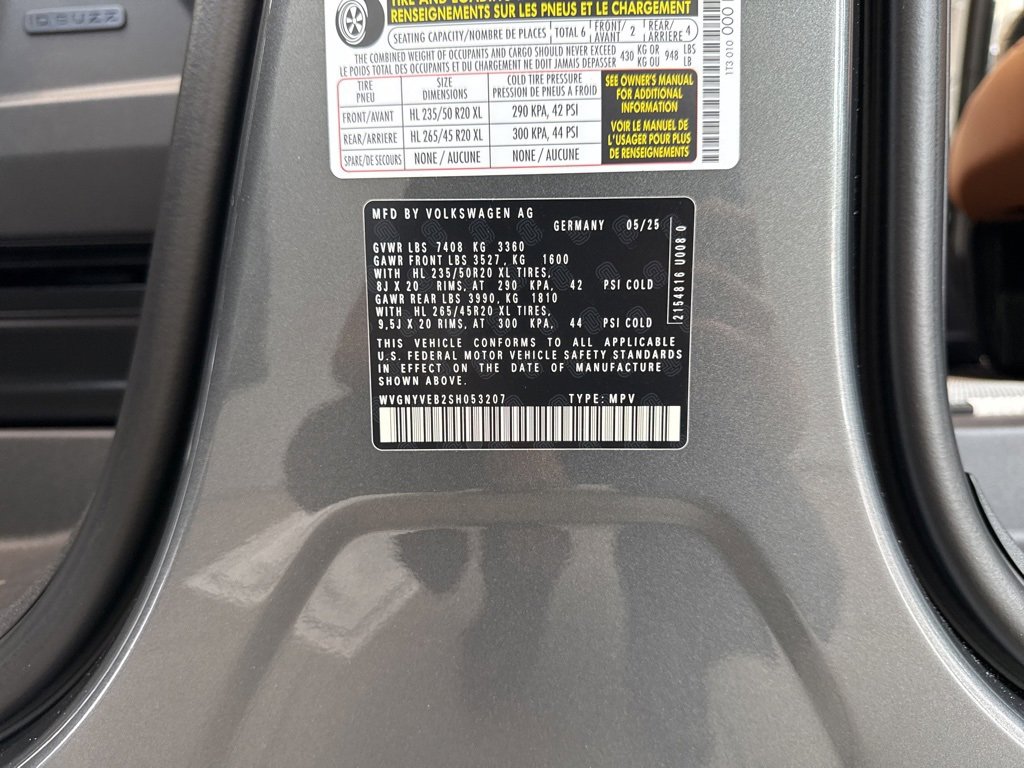 ID.BUZZ
TIRE AND LOADING
RENSEIGNEMENTS SUR LES PNEUS ET LE CHARGEMENT
SEATING CAPACITY/NOMBRE DE PLACES TOTAL 6 FRONT/AVANT 2 REAR/ARRIERE 4
THE COMBINED WEIGHT OF OCCUPANTS AND CARGO SHOULD NEVER EXCEED 430 KG OR 948 LBS
LE POIDS TOTAL DES OCCUPANTS ET DU CHARGEMENT NE DOIT JAMAIS DEPASSER KG OU LB
TIRE PNEU SIZE DIMENSIONS COLD TIRE PRESSURE PRESSION DE PNEUS A FROID
FRONT/AVANT HL 235/50 R20 XL 290 KPA, 42 PSI
REAR/ARRIERE HL 265/45 R20 XL 300 KPA, 44 PSI
SPARE/DE SECOURS NONE / AUCUNE NONE / AUCUNE
SEE OWNER'S MANUAL
FOR ADDITIONAL
INFORMATION
VOIR LE MANUEL DE
L'USAGER POUR PLUS
DE RENSEIGNEMENTS
1T3 010 000
MFD BY VOLKSWAGEN AG
GERMANY 05/25
GVWR LBS 7408 KG 3360
GAWR FRONT LBS 3527, KG 1600
WITH HL 235/50R20 XL TIRES,
8J X 20 RIMS, AT 290 KPA, 42 PSI COLD
GAWR REAR LBS 3990, KG 1810
WITH HL 265/45R20 XL TIRES,
9,5J X 20 RIMS, AT 300 KPA, 44 PSI COLD
2154816 U008 0
THIS VEHICLE CONFORMS TO ALL APPLICABLE
U.S. FEDERAL MOTOR VEHICLE SAFETY STANDARDS
IN EFFECT ON THE DATE OF MANUFACTURE
SHOWN ABOVE.
WVGNYVEB2SH053207 TYPE: MPV